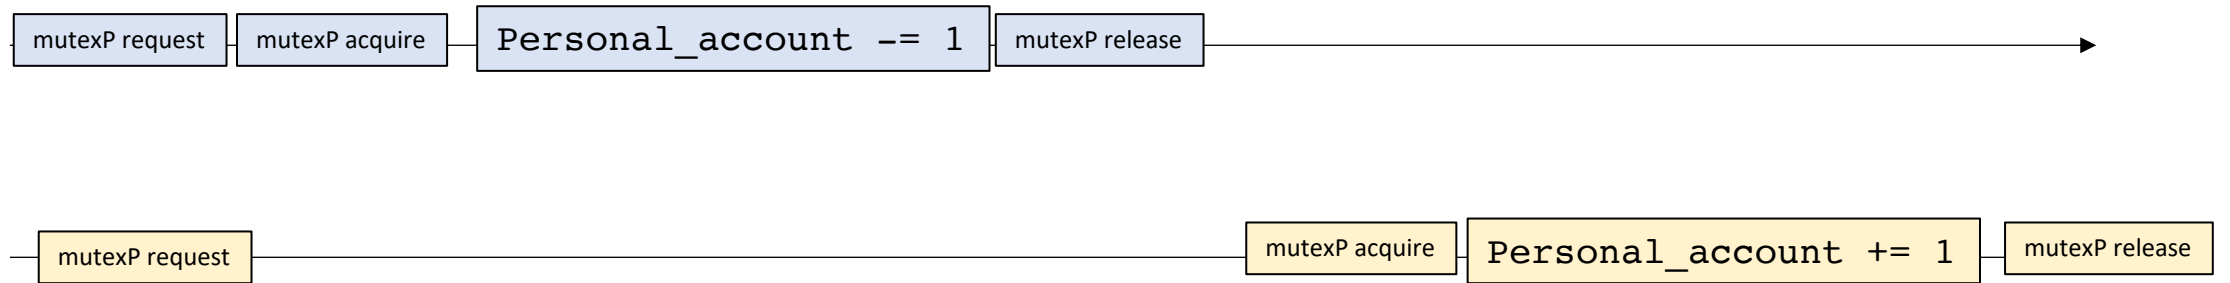 mutexP request mutexP acquire Personal_account -= 1 mutexP release
mutexP request mutexP acquire Personal_account += 1 mutexP release